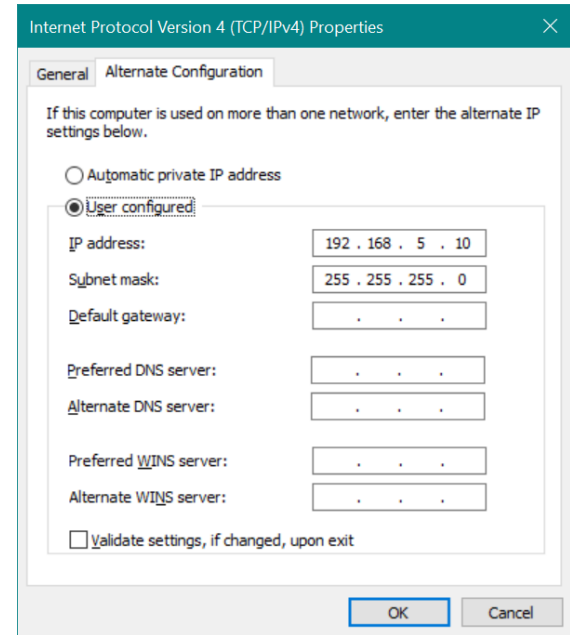 Internet Protocol Version 4 (TCP/IPv4) Properties
General Alternate Configuration
If this computer is used on more than one network, enter the alternate IP
settings below.
Automatic private IP address
User configured
IP address: 192 . 168 . 5 . 10
Subnet mask: 255 . 255 . 255 . 0
Default gateway: . . .
Preferred DNS server: . . .
Alternate DNS server: . . .
Preferred WINS server: . . .
Alternate WINS server: . . .
Validate settings, if changed, upon exit
OK Cancel